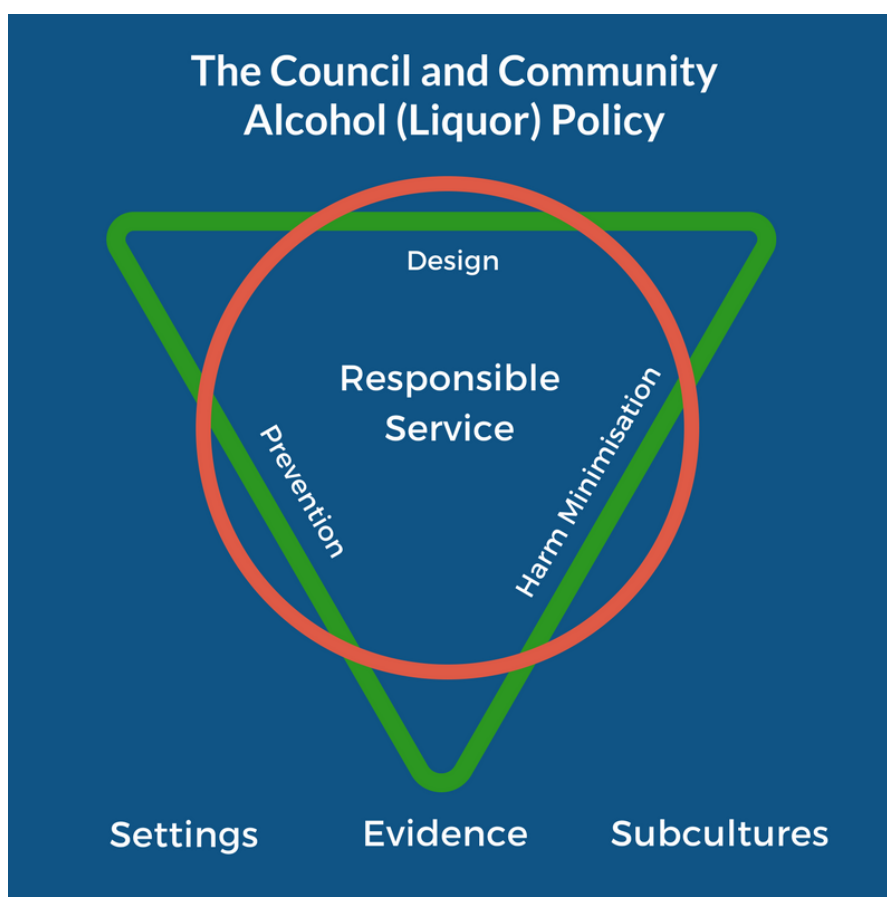 The Council and Community
Alcohol (Liquor) Policy
Design
Responsible
Service
Prevention
Harm Minimisation
Settings
Evidence
Subcultures